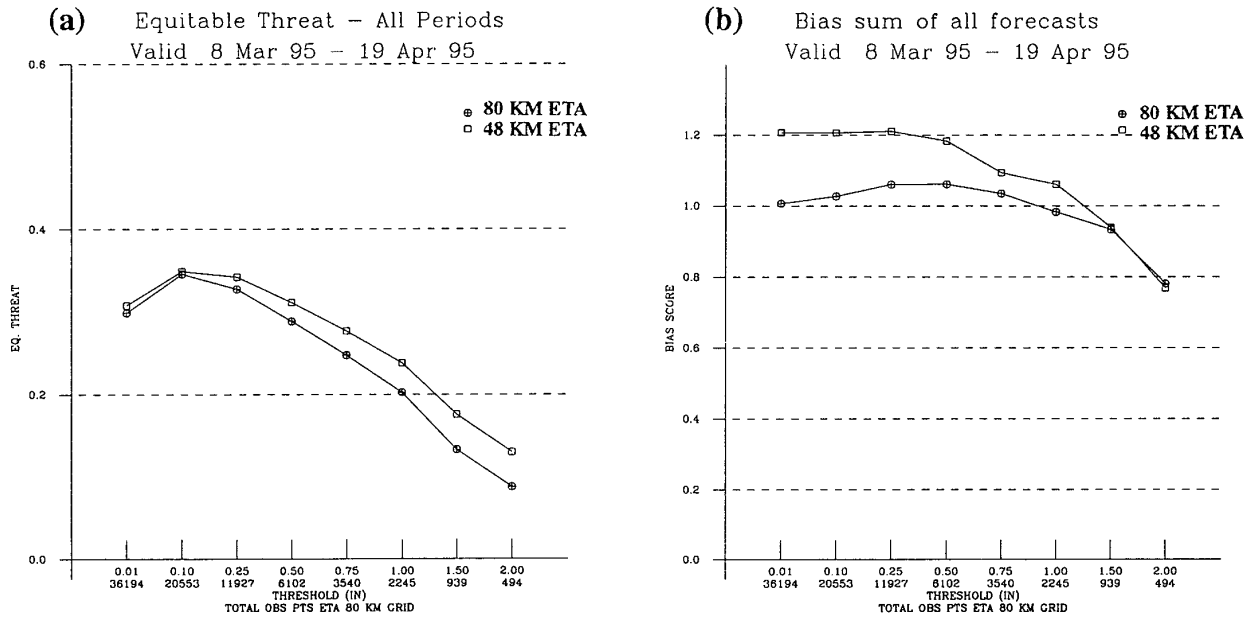 (a) Equitable Threat – All Periods
Valid 8 Mar 95 – 19 Apr 95
0.6
80 KM ETA
48 KM ETA
0.4
EQ. THREAT
0.2
0.0
0.01 0.10 0.25 0.50 0.75 1.00 1.50 2.00
36194 20553 11927 6102 3540 2245 939 494
THRESHOLD (IN)
TOTAL OBS PTS ETA 80 KM GRID
(b) Bias sum of all forecasts
Valid 8 Mar 95 – 19 Apr 95
80 KM ETA
48 KM ETA
1.2
1.0
0.8
BIAS SCORE
0.6
0.4
0.2
0.0
0.01 0.10 0.25 0.50 0.75 1.00 1.50 2.00
36194 20553 11927 6102 3540 2245 939 494
THRESHOLD (IN)
TOTAL OBS PTS ETA 80 KM GRID